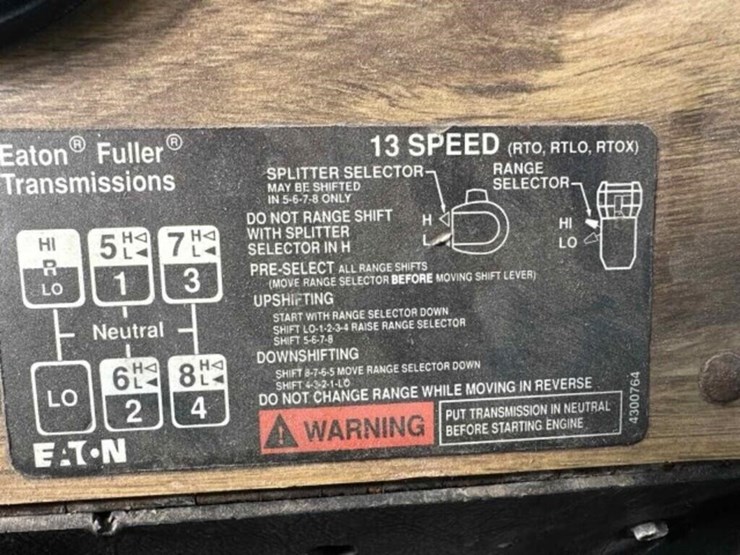 Eaton® Fuller®
Transmissions
13 SPEED (RTO, RTLO, RTOX)
SPLITTER SELECTOR
MAY BE SHIFTED
IN 5-6-7-8 ONLY
RANGE
SELECTOR
DO NOT RANGE SHIFT
WITH SPLITTER
SELECTOR IN H
H
L
HI
LO
PRE-SELECT ALL RANGE SHIFTS
(MOVE RANGE SELECTOR BEFORE MOVING SHIFT LEVER)
UPSHIFTING
START WITH RANGE SELECTOR DOWN
SHIFT LO-1-2-3-4 RAISE RANGE SELECTOR
SHIFT 5-6-7-8
DOWNSHIFTING
SHIFT 8-7-6-5 MOVE RANGE SELECTOR DOWN
SHIFT 4-3-2-1-LO
DO NOT CHANGE RANGE WHILE MOVING IN REVERSE
WARNING
PUT TRANSMISSION IN NEUTRAL
BEFORE STARTING ENGINE
4300764
HI
R
LO
5 H L
1
7 H L
3
Neutral
LO
6 H L
2
8 H L
4
EATON